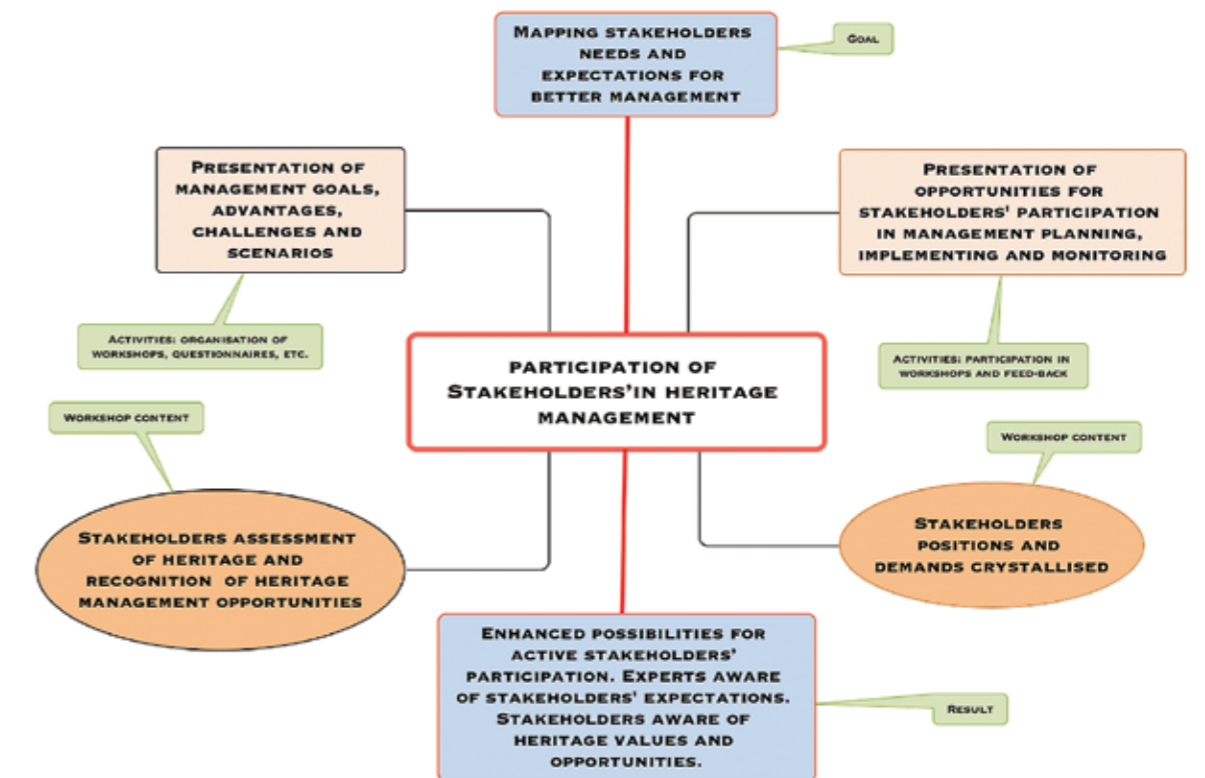 MAPPING STAKEHOLDERS
NEEDS AND
EXPECTATIONS FOR
BETTER MANAGEMENT
GOAL
PRESENTATION OF
MANAGEMENT GOALS,
ADVANTAGES,
CHALLENGES AND
SCENARIOS
PRESENTATION OF
OPPORTUNITIES FOR
STAKEHOLDERS' PARTICIPATION
IN MANAGEMENT PLANNING,
IMPLEMENTING AND MONITORING
ACTIVITIES: ORGANISATION OF
WORKSHOPS, QUESTIONNAIRES, ETC.
ACTIVITIES: PARTICIPATION IN
WORKSHOPS AND FEED-BACK
PARTICIPATION OF
STAKEHOLDERS'IN HERITAGE
MANAGEMENT
WORKSHOP CONTENT
WORKSHOP CONTENT
STAKEHOLDERS ASSESSMENT
OF HERITAGE AND
RECOGNITION OF HERITAGE
MANAGEMENT OPPORTUNITIES
STAKEHOLDERS
POSITIONS AND
DEMANDS CRYSTALLISED
ENHANCED POSSIBILITIES FOR
ACTIVE STAKEHOLDERS'
PARTICIPATION. EXPERTS AWARE
OF STAKEHOLDERS' EXPECTATIONS.
STAKEHOLDERS AWARE OF
HERITAGE VALUES AND
OPPORTUNITIES.
RESULT